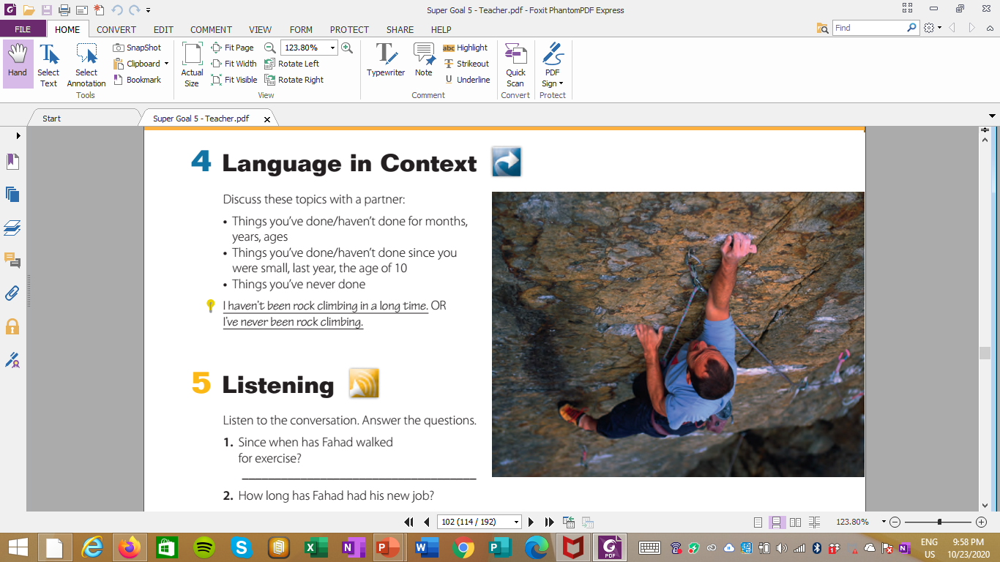 Super Goal 5 - Teacher.pdf - Foxit PhantomPDF Express
FILE
HOME
CONVERT
EDIT
COMMENT
VIEW
FORM
PROTECT
SHARE
HELP
Find
Hand
Select Text
Select Annotation
SnapShot
Clipboard
Bookmark
Tools
Actual Size
Fit Page
Fit Width
Fit Visible
123.80%
Rotate Left
Rotate Right
View
Typewriter
Note
abc Highlight
T Strikeout
U Underline
Comment
Quick Scan
Convert
PDF Sign
Protect
Start
Super Goal 5 - Teacher.pdf
4 Language in Context
Discuss these topics with a partner:
• Things you've done/haven't done for months,
years, ages
• Things you've done/haven't done since you
were small, last year, the age of 10
• Things you've never done
I haven't been rock climbing in a long time. OR
I've never been rock climbing.
5 Listening
Listen to the conversation. Answer the questions.
1. Since when has Fahad walked
for exercise?
2. How long has Fahad had his new job?
102 (114 / 192)
123.80%
ENG
US
9:58 PM
10/23/2020